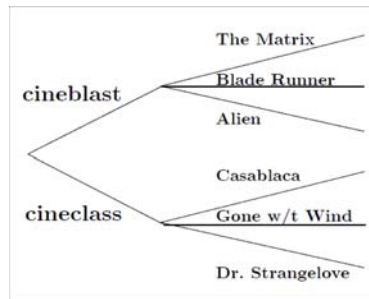 The Matrix
Blade Runner
cineblast
Alien
Casablaca
cineclass
Gone w/t Wind
Dr. Strangelove